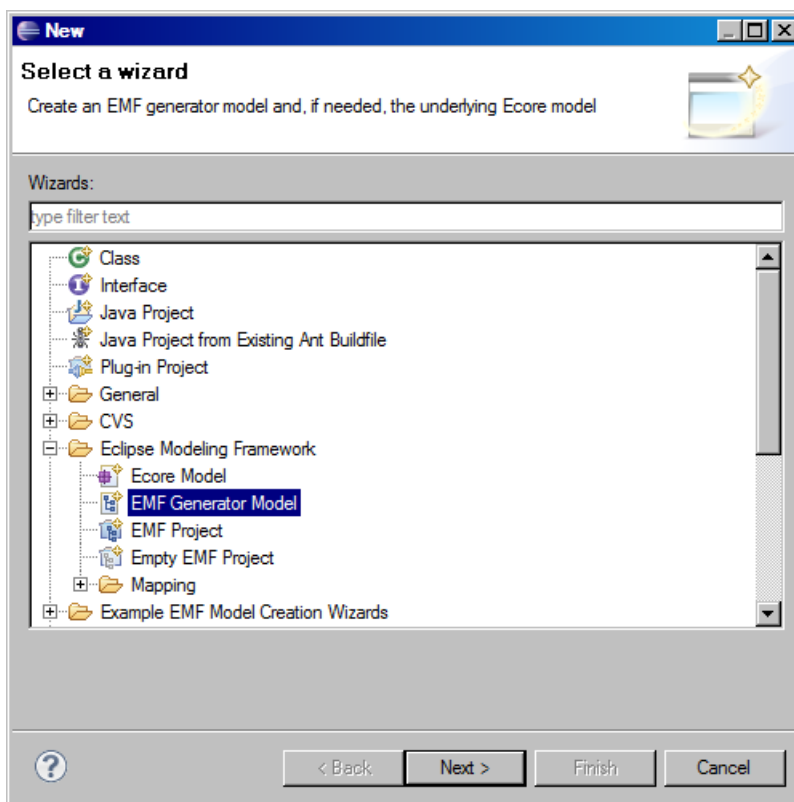 New
Select a wizard
Create an EMF generator model and, if needed, the underlying Ecore model
Wizards:
type filter text
Class
Interface
Java Project
Java Project from Existing Ant Buildfile
Plug-in Project
General
CVS
Eclipse Modeling Framework
Ecore Model
EMF Generator Model
EMF Project
Empty EMF Project
Mapping
Example EMF Model Creation Wizards
< Back Next > Finish Cancel